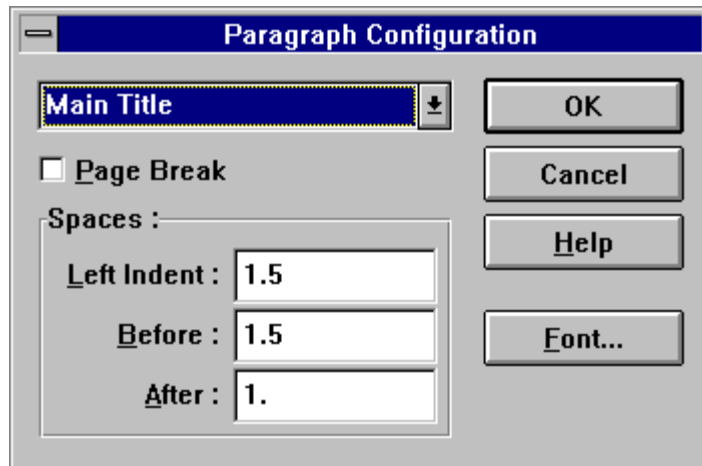 Paragraph Configuration
Main Title
OK
Page Break
Cancel
Spaces :
Help
Left Indent : 1.5
Before : 1.5
Font...
After : 1.